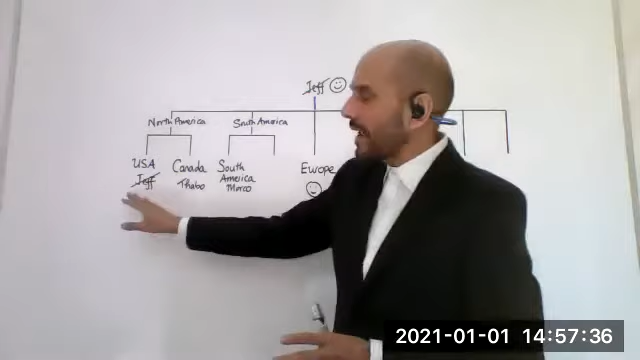 Jeff
North America
South America
USA
Jeff
Canada
Thabo
South
America
Marco
Europe
2021-01-01 14:57:36